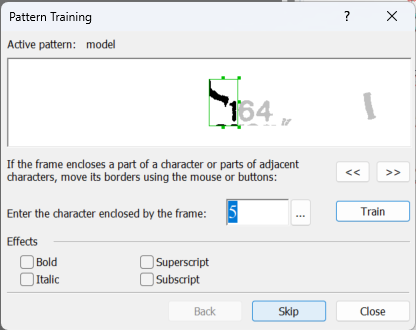 Pattern Training ? ×
Active pattern: model
64
If the frame encloses a part of a character or parts of adjacent
characters, move its borders using the mouse or buttons:
<< >>
Enter the character enclosed by the frame: 5 ... Train
Effects
Bold Superscript
Italic Subscript
Back Skip Close